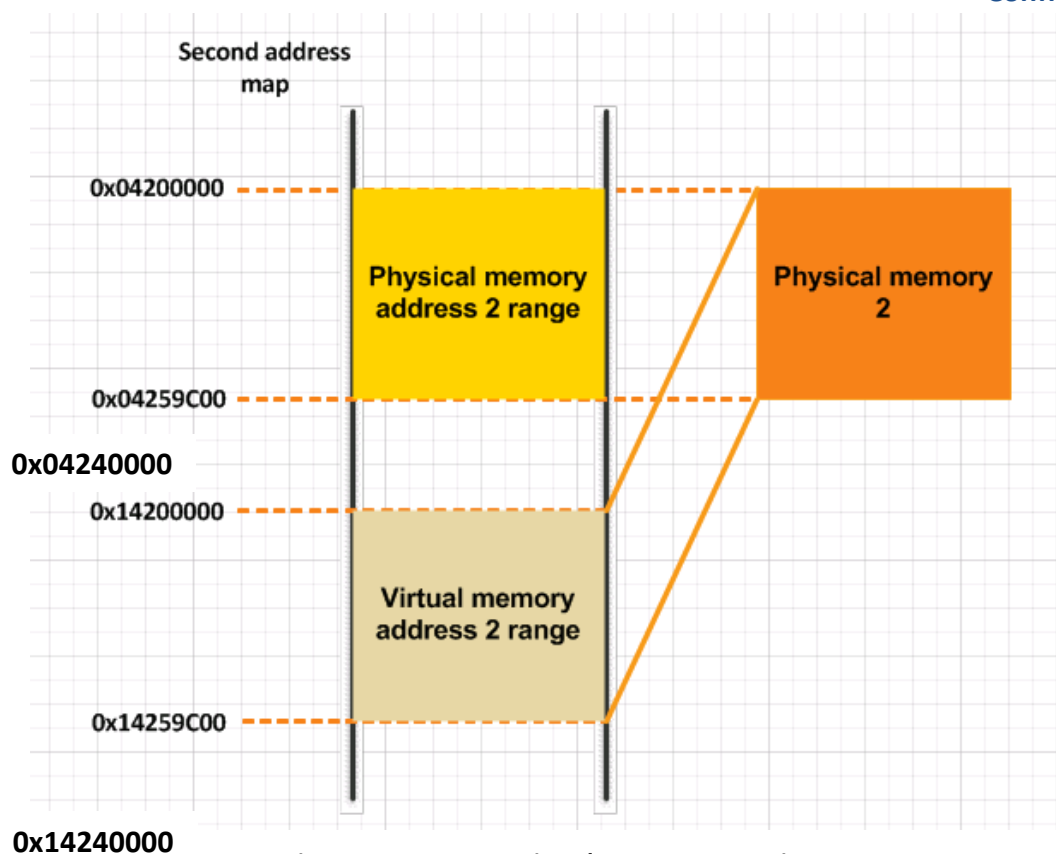 Second address
map
0x04200000
Physical memory
address 2 range
Physical memory
2
0x04259C00
0x04240000
0x14200000
Virtual memory
address 2 range
0x14259C00
0x14240000